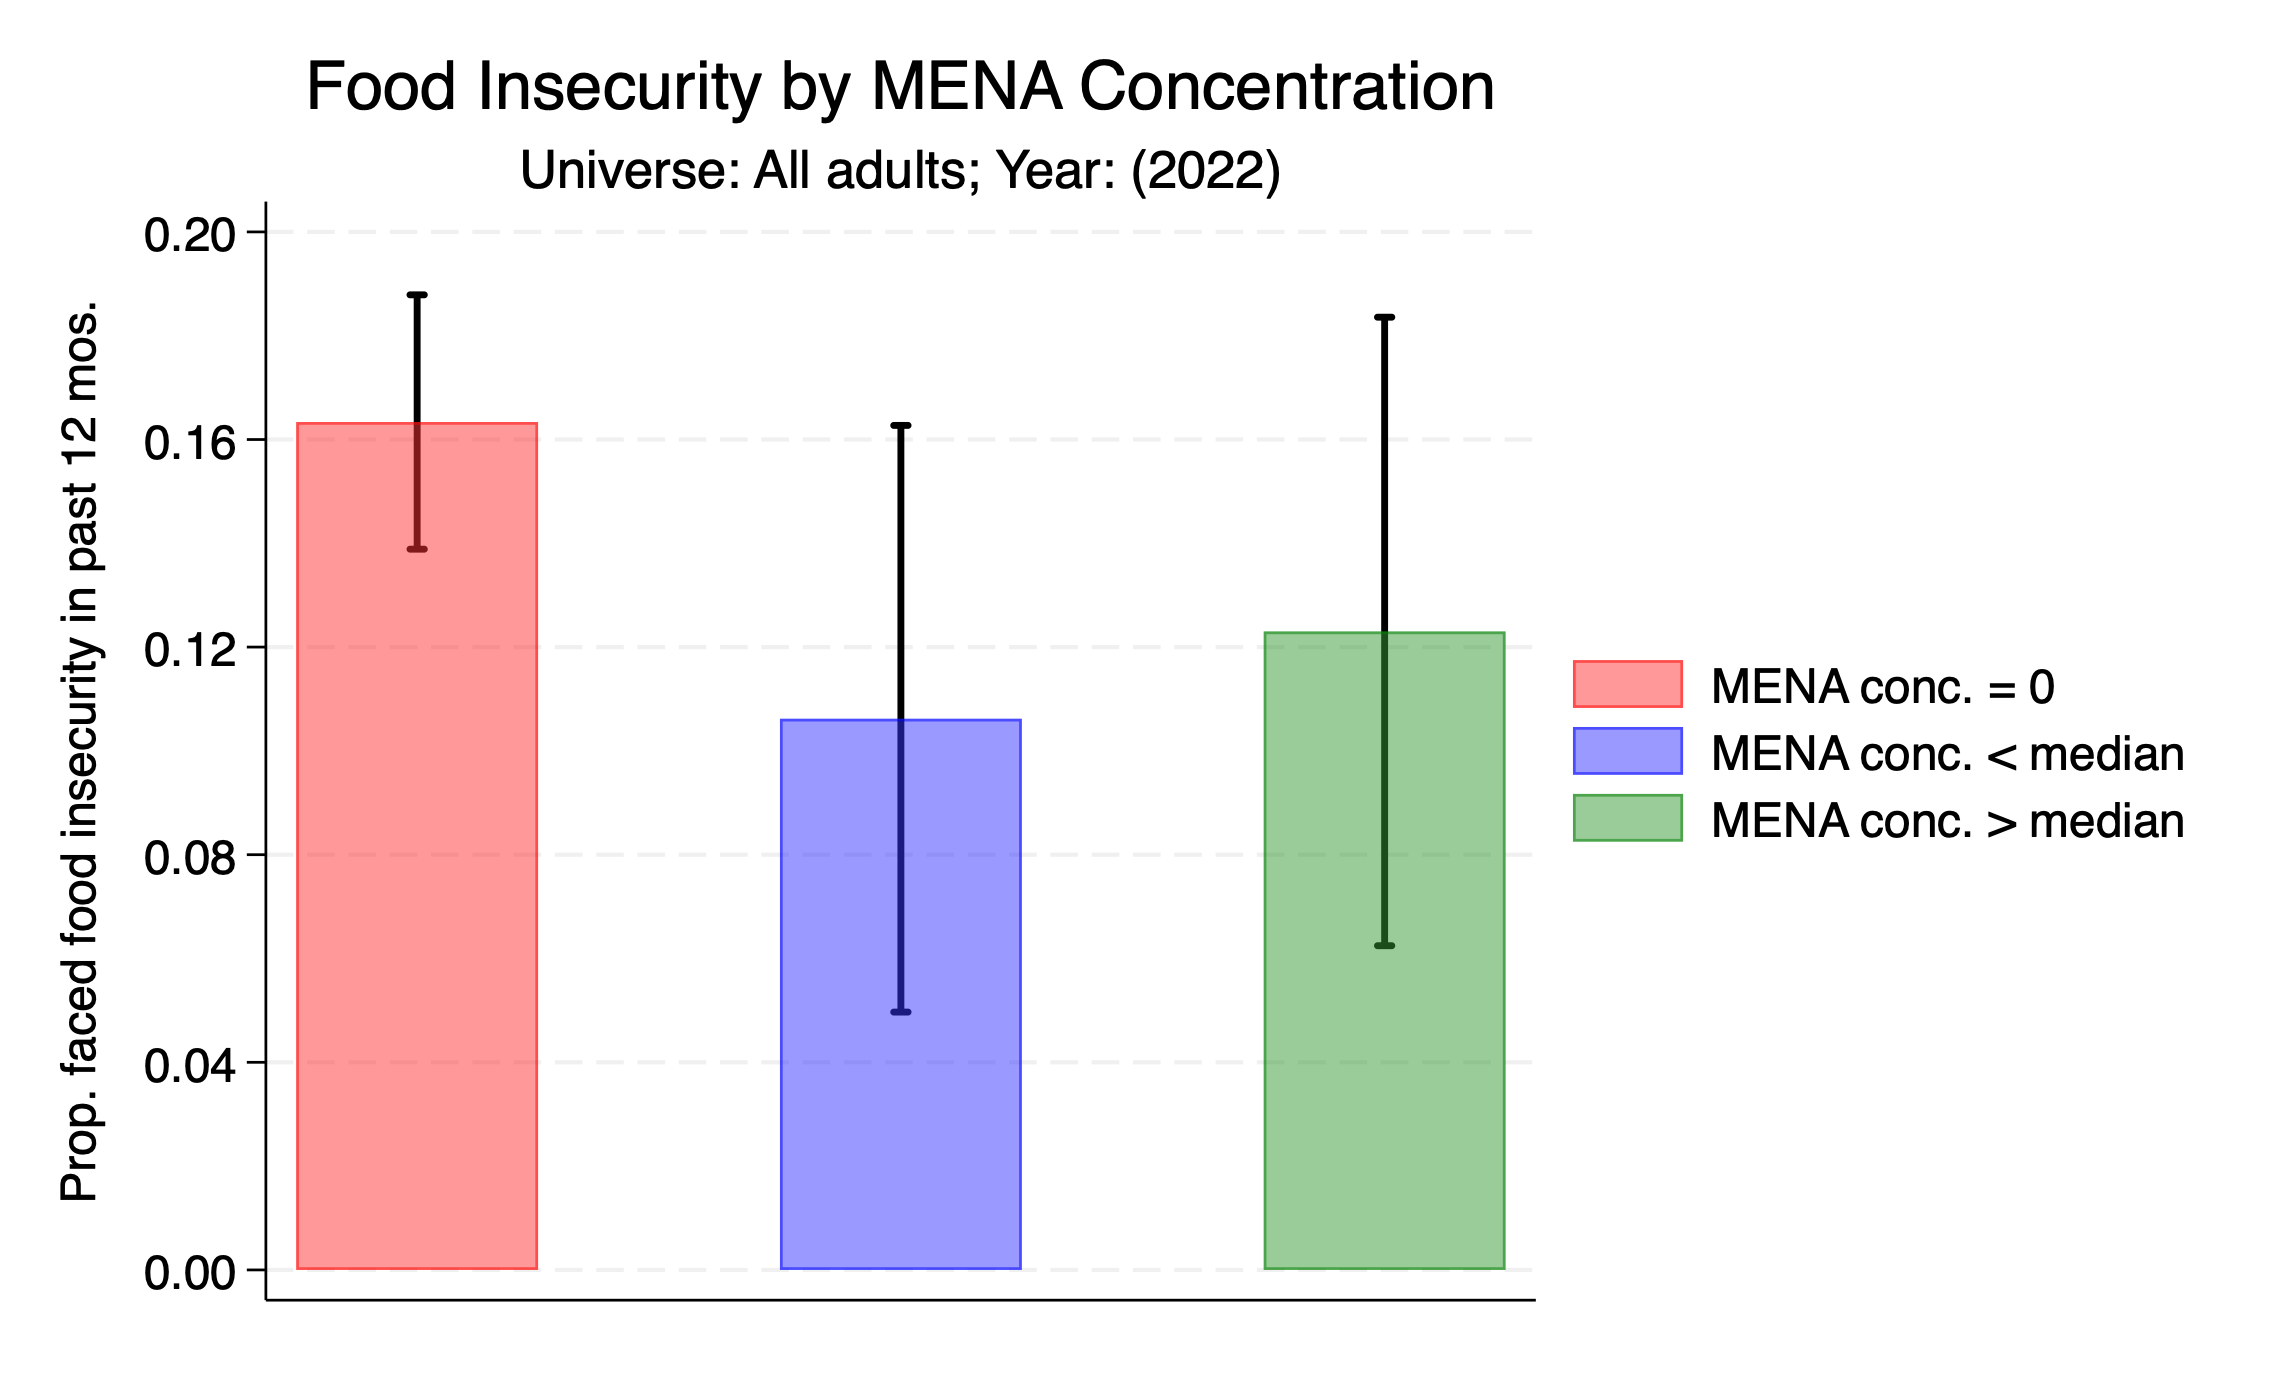 Food Insecurity by MENA Concentration
Universe: All adults; Year: (2022)
Prop. faced food insecurity in past 12 mos.
0.20
0.16
0.12
0.08
0.04
0.00
MENA conc. = 0
MENA conc. < median
MENA conc. > median